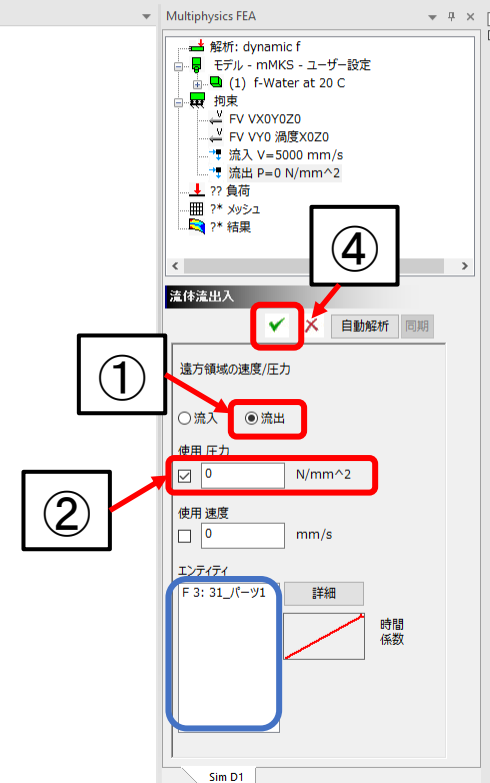 Multiphysics FEA
解析: dynamic f
モデル - mMKS - ユーザー設定
(1) f-Water at 20 C
拘束
FV VX0Y0Z0
FV VY0 渦度X0Z0
流入 V=5000 mm/s
流出 P=0 N/mm^2
?? 負荷
?* メッシュ
?* 結果
④
流体流出入
自動解析 同期
①
遠方領域の速度/圧力
流入 流出
使用 圧力
0 N/mm^2
②
使用 速度
0 mm/s
エンティティ
F 3: 31_パーツ1
詳細
時間
係数
Sim D1